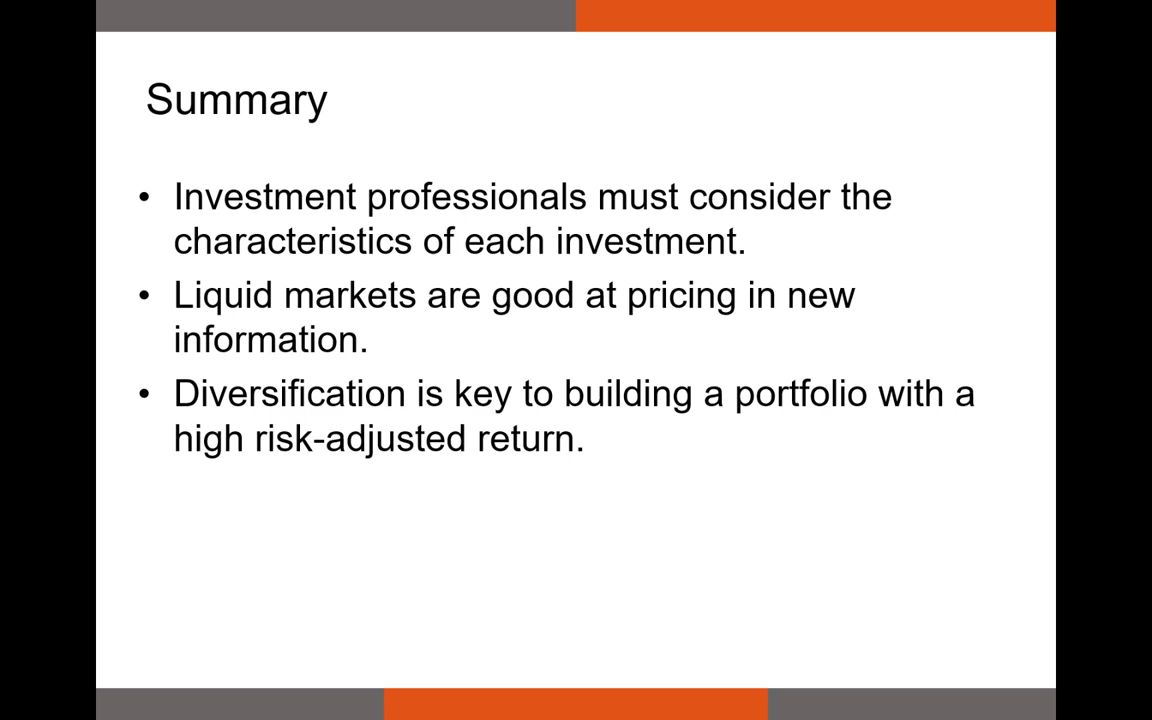 Summary
• Investment professionals must consider the
characteristics of each investment.
• Liquid markets are good at pricing in new
information.
• Diversification is key to building a portfolio with a
high risk-adjusted return.